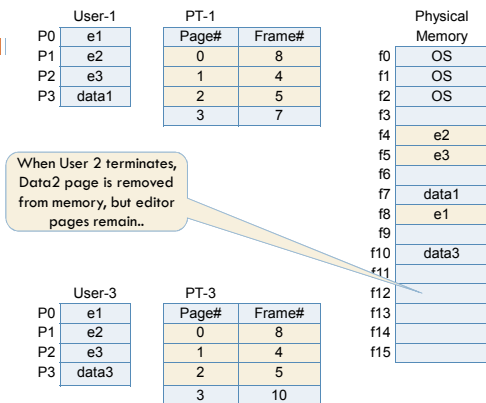 User-1 PT-1
P0 e1 Page# Frame#
P1 e2 0 8
P2 e3 1 4
P3 data1 2 5
3 7
When User 2 terminates,
Data2 page is removed
from memory, but editor
pages remain..
User-3 PT-3
P0 e1 Page# Frame#
P1 e2 0 8
P2 e3 1 4
P3 data3 2 5
3 10
Physical
Memory
f0 OS
f1 OS
f2 OS
f3
f4 e2
f5 e3
f6
f7 data1
f8 e1
f9
f10 data3
f11
f12
f13
f14
f15